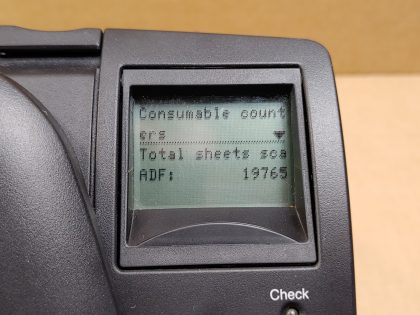 Consumable count
ers
Total sheets sca
ADF: 19765
Check